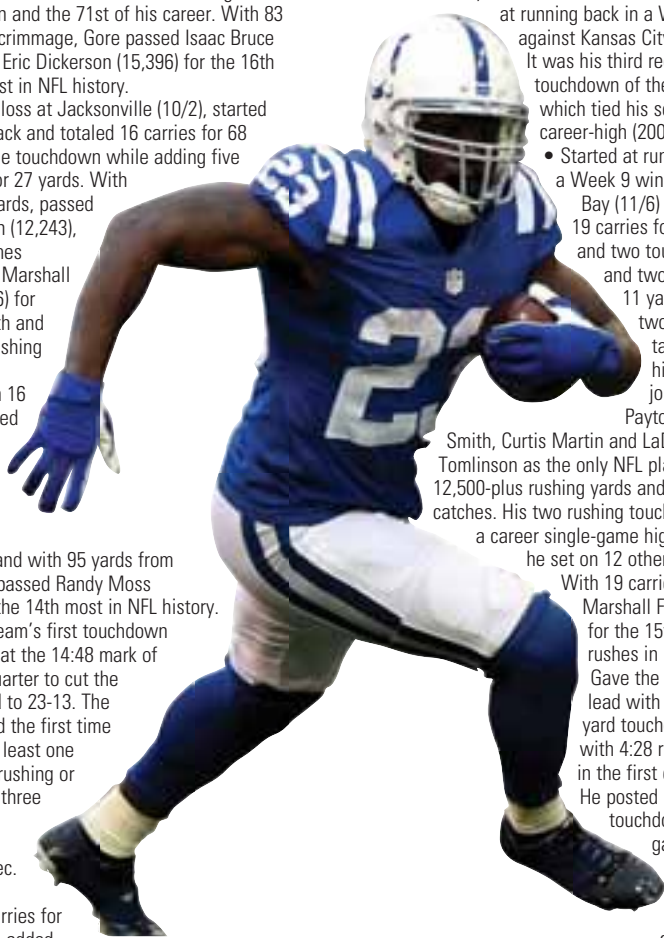 n and the 71st of his career. With 83
crimmage, Gore passed Isaac Bruce
Eric Dickerson (15,396) for the 16th
st in NFL history.
loss at Jacksonville (10/2), started
ack and totaled 16 carries for 68
e touchdown while adding five
or 27 yards. With
ards, passed
n (12,243),
nes
Marshall
6) for
th and
shing
n 16
ed
and with 95 yards from
passed Randy Moss
the 14th most in NFL history.
eam's first touchdown
at the 14:48 mark of
uarter to cut the
l to 23-13. The
d the first time
least one
rushing or
three
ec.
rries for
added
at running back in a W
against Kansas City
It was his third re
touchdown of the
which tied his s
career-high (200
• Started at run
a Week 9 win
Bay (11/6)
19 carries fo
and two tou
and two
11 ya
two
ta
hi
jo
Payto
Smith, Curtis Martin and LaD
Tomlinson as the only NFL pla
12,500-plus rushing yards and
catches. His two rushing touch
a career single-game hig
he set on 12 other
With 19 carrie
Marshall F
for the 15
rushes in
Gave the
lead with
yard touch
with 4:28 r
in the first
He posted
touchdo
ga
23
23